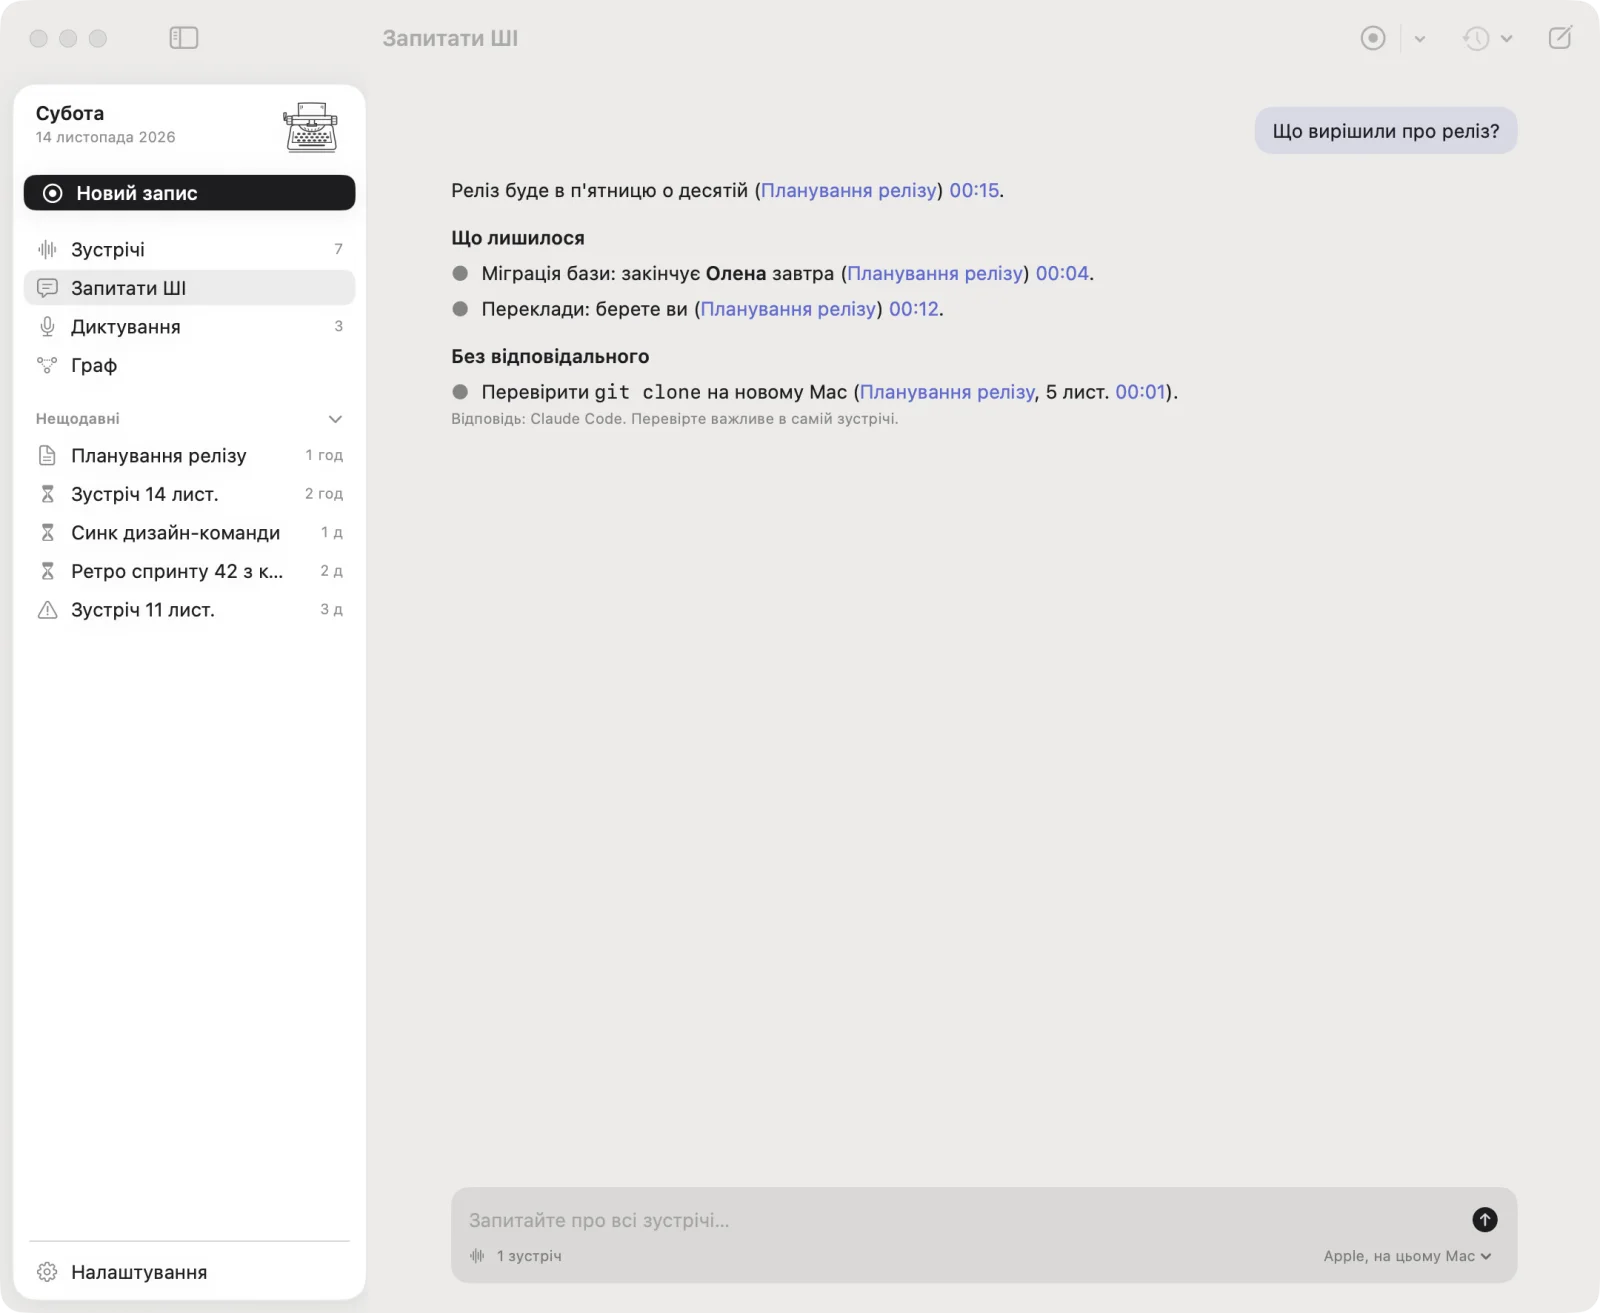 Запитати ШІ
Субота
14 листопада 2026
Новий запис
Зустрічі 7
Запитати ШІ
Диктування 3
Граф
Нещодавні
Планування релізу 1 год
Зустріч 14 лист. 2 год
Синк дизайн-команди 1 д
Ретро спринту 42 з к... 2 д
Зустріч 11 лист. 3 д
Налаштування
Що вирішили про реліз?
Реліз буде в п'ятницю о десятій (Планування релізу) 00:15.
Що лишилося
Міграція бази: закінчує Олена завтра (Планування релізу) 00:04.
Переклади: берете ви (Планування релізу) 00:12.
Без відповідального
Перевірити git clone на новому Mac (Планування релізу, 5 лист. 00:01).
Відповідь: Claude Code. Перевірте важливе в самій зустрічі.
Запитайте про всі зустрічі...
1 зустріч
Apple, на цьому Mac